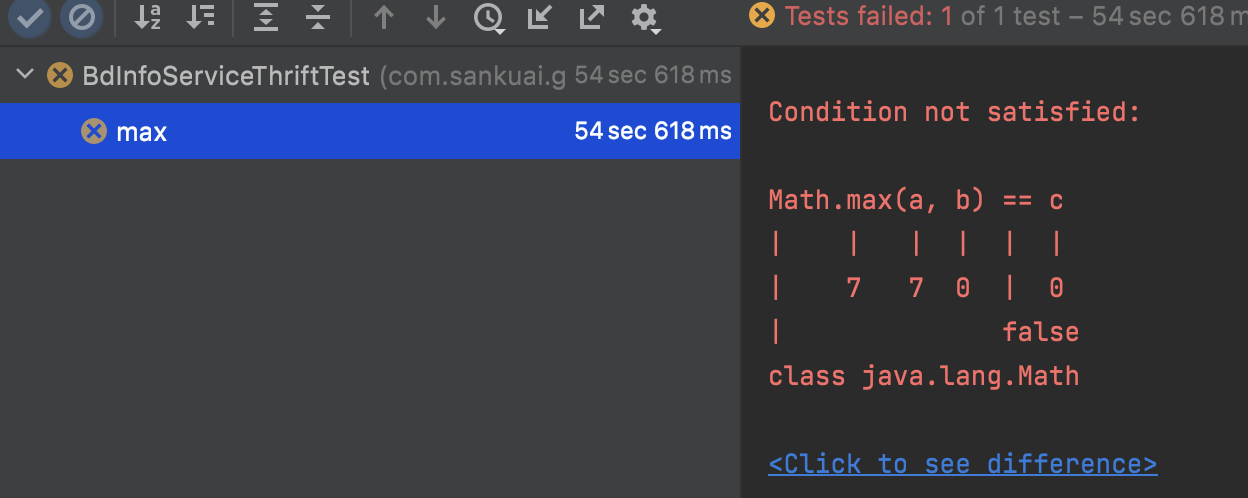 Tests failed: 1 of 1 test – 54 sec 618 m
BdInfoServiceThriftTest (com.sankuai.g 54 sec 618 ms
max 54 sec 618 ms
Condition not satisfied:
Math.max(a, b) == c
|    |   |  |  |  |
|    7   7  0  |  0
|              false
class java.lang.Math
<Click to see difference>